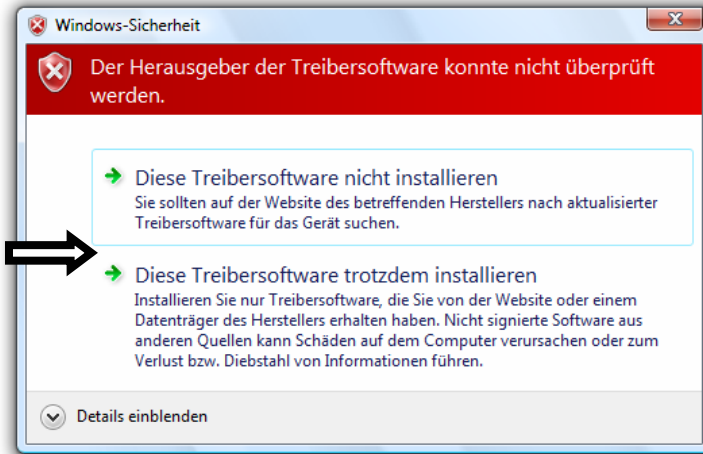 Windows-Sicherheit
Der Herausgeber der Treibersoftware konnte nicht überprüft
werden.
Diese Treibersoftware nicht installieren
Sie sollten auf der Website des betreffenden Herstellers nach aktualisierter
Treibersoftware für das Gerät suchen.
Diese Treibersoftware trotzdem installieren
Installieren Sie nur Treibersoftware, die Sie von der Website oder einem
Datenträger des Herstellers erhalten haben. Nicht signierte Software aus
anderen Quellen kann Schäden auf dem Computer verursachen oder zum
Verlust bzw. Diebstahl von Informationen führen.
Details einblenden